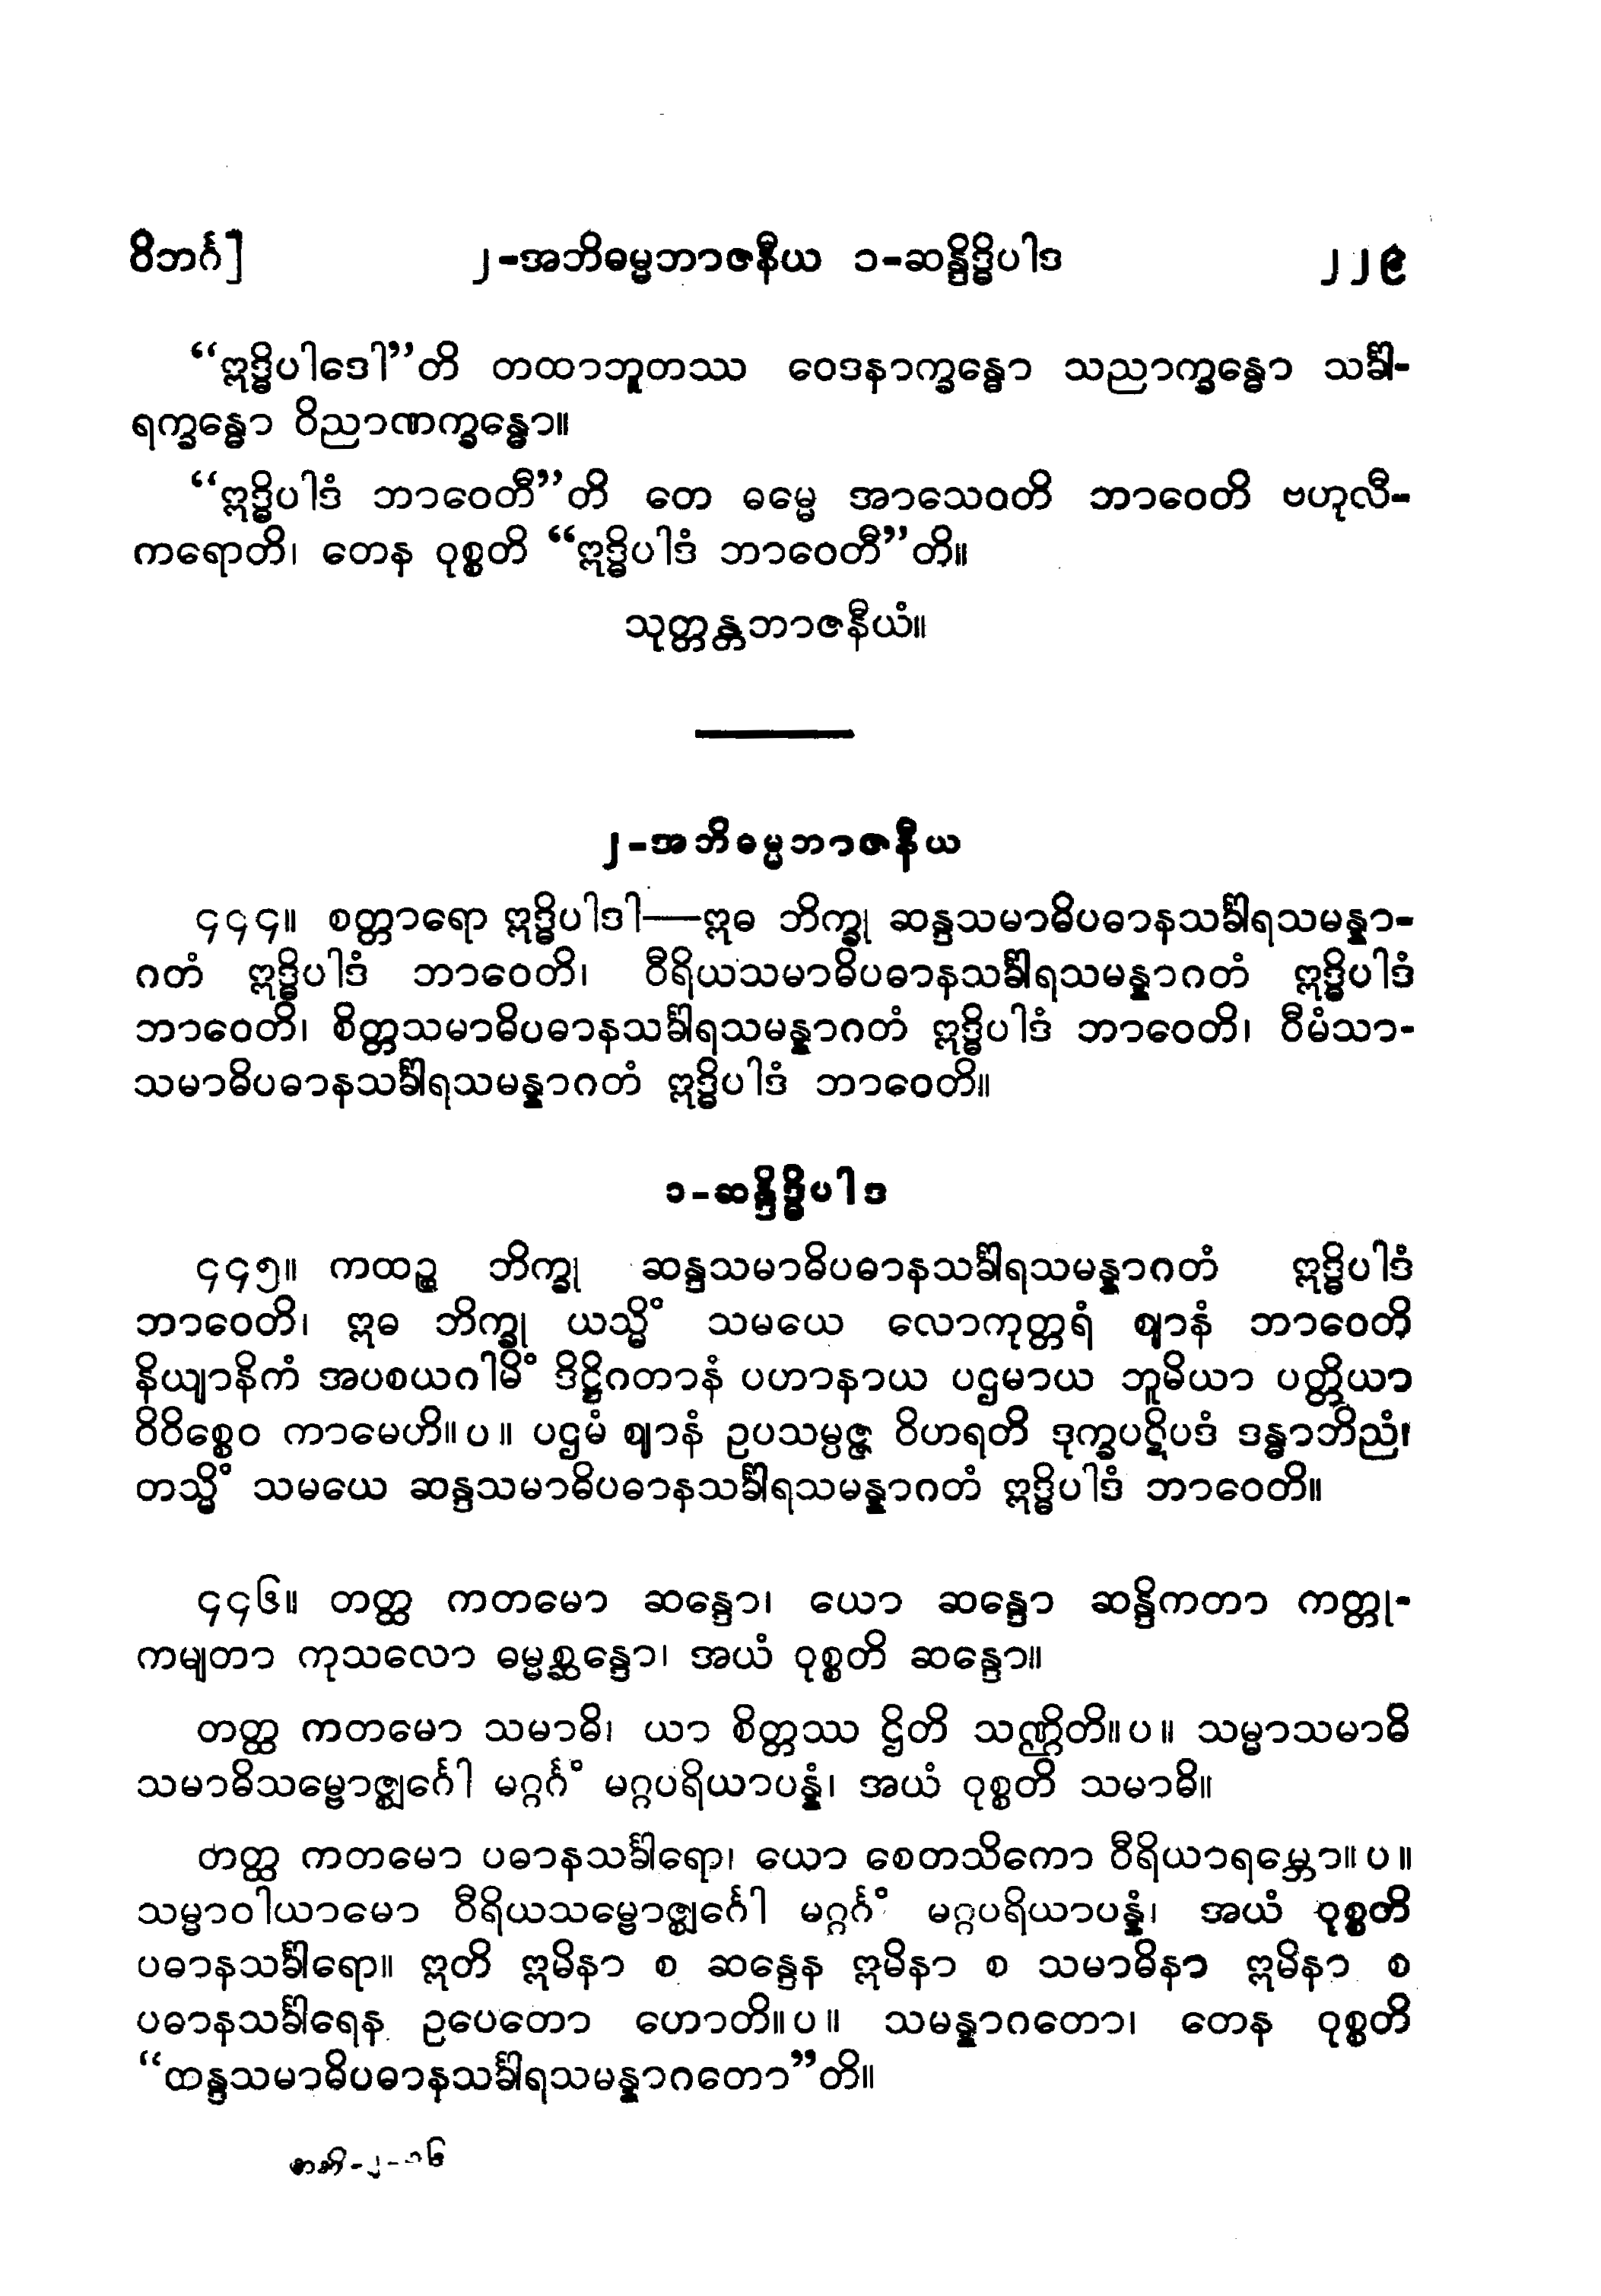 ဝိဘင်္ဂ] ၂-အဘိဓမ္မဘာဇနီယ ၁-ဆန္ဒိဒ္ဓိပါဒ ၂၂၉
“ဣဒ္ဓိပါဒေါ”တိ တထာဘူတဿ ဝေဒနာက္ခန္ဓော သညာက္ခန္ဓော သင်္ခါ-
ရက္ခန္ဓော ဝိညာဏက္ခန္ဓော။
“ဣဒ္ဓိပါဒံ ဘာဝေတီ”တိ တေ ဓမ္မေ အာသေဝတိ ဘာဝေတိ ဗဟုလီ-
ကရောတိ၊ တေန ဝုစ္စတိ “ဣဒ္ဓိပါဒံ ဘာဝေတီ”တိ။
သုတ္တန္တဘာဇနီယံ။
၂-အဘိဓမ္မဘာဇနီယ
၄၄၄။ စတ္တာရော ဣဒ္ဓိပါဒါ—ဣဓ ဘိက္ခု ဆန္ဒသမာဓိပဓာနသင်္ခါရသမန္နာ-
ဂတံ ဣဒ္ဓိပါဒံ ဘာဝေတိ၊ ဝီရိယသမာဓိပဓာနသင်္ခါရသမန္နာဂတံ ဣဒ္ဓိပါဒံ
ဘာဝေတိ၊ စိတ္တသမာဓိပဓာနသင်္ခါရသမန္နာဂတံ ဣဒ္ဓိပါဒံ ဘာဝေတိ၊ ဝီမံသာ-
သမာဓိပဓာနသင်္ခါရသမန္နာဂတံ ဣဒ္ဓိပါဒံ ဘာဝေတိ။
၁-ဆန္ဒိဒ္ဓိပါဒ
၄၄၅။ ကထဉ္စ ဘိက္ခု ဆန္ဒသမာဓိပဓာနသင်္ခါရသမန္နာဂတံ ဣဒ္ဓိပါဒံ
ဘာဝေတိ၊ ဣဓ ဘိက္ခု ယသ္မိံ သမယေ လောကုတ္တရံ ဈာနံ ဘာဝေတိ
နိယျာနိကံ အပစယဂါမိံ ဒိဋ္ဌိဂတာနံ ပဟာနာယ ပဌမာယ ဘူမိယာ ပတ္တိယာ
ဝိဝိစ္စေဝ ကာမေဟိ။ပ။ ပဌမံ ဈာနံ ဥပသမ္ပဇ္ဇ ဝိဟရတိ ဒုက္ခပဋိပဒံ ဒန္ဓာဘိညံ၊
တသ္မိံ သမယေ ဆန္ဒသမာဓိပဓာနသင်္ခါရသမန္နာဂတံ ဣဒ္ဓိပါဒံ ဘာဝေတိ။
၄၄၆။ တတ္ထ ကတမော ဆန္ဒော၊ ယော ဆန္ဒော ဆန္ဒိကတာ ကတ္တု-
ကမျတာ ကုသလော ဓမ္မစ္ဆန္ဒော၊ အယံ ဝုစ္စတိ ဆန္ဒော။
တတ္ထ ကတမော သမာဓိ၊ ယာ စိတ္တဿ ဌိတိ သဏ္ဌိတိ။ပ။ သမ္မာသမာဓိ
သမာဓိသမ္ဗောဇ္ဈင်္ဂေါ မဂ္ဂင်္ဂံ မဂ္ဂပရိယာပန္နံ၊ အယံ ဝုစ္စတိ သမာဓိ။
တတ္ထ ကတမော ပဓာနသင်္ခါရော၊ ယော စေတသိကော ဝီရိယာရမ္ဘော။ပ။
သမ္မာဝါယာမော ဝီရိယသမ္ဗောဇ္ဈင်္ဂေါ မဂ္ဂင်္ဂံ မဂ္ဂပရိယာပန္နံ၊ အယံ ဝုစ္စတိ
ပဓာနသင်္ခါရော။ ဣတိ ဣမိနာ စ ဆန္ဒေန ဣမိနာ စ သမာဓိနာ ဣမိနာ စ
ပဓာနသင်္ခါရေန ဥပေတော ဟောတိ။ပ။ သမန္နာဂတော၊ တေန ဝုစ္စတိ
“ထန္ဒသမာဓိပဓာနသင်္ခါရသမန္နာဂတော”တိ။